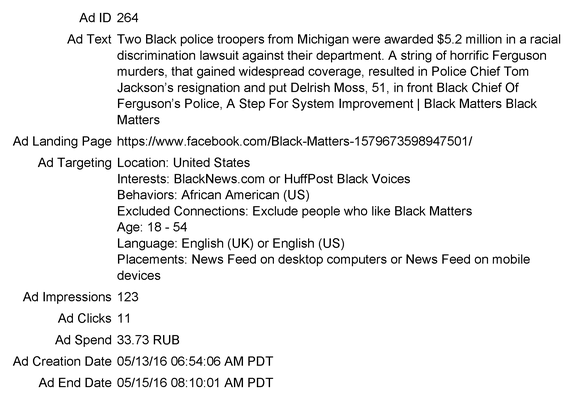 Ad ID 264
Ad Text Two Black police troopers from Michigan were awarded $5.2 million in a racial
discrimination lawsuit against their department. A string of horrific Ferguson
murders, that gained widespread coverage, resulted in Police Chief Tom
Jackson's resignation and put Delrish Moss, 51, in front Black Chief Of
Ferguson's Police, A Step For System Improvement | Black Matters Black
Matters
Ad Landing Page https://www.facebook.com/Black-Matters-1579673598947501/
Ad Targeting Location: United States
Interests: BlackNews.com or HuffPost Black Voices
Behaviors: African American (US)
Excluded Connections: Exclude people who like Black Matters
Age: 18 - 54
Language: English (UK) or English (US)
Placements: News Feed on desktop computers or News Feed on mobile
devices
Ad Impressions 123
Ad Clicks 11
Ad Spend 33.73 RUB
Ad Creation Date 05/13/16 06:54:06 AM PDT
Ad End Date 05/15/16 08:10:01 AM PDT